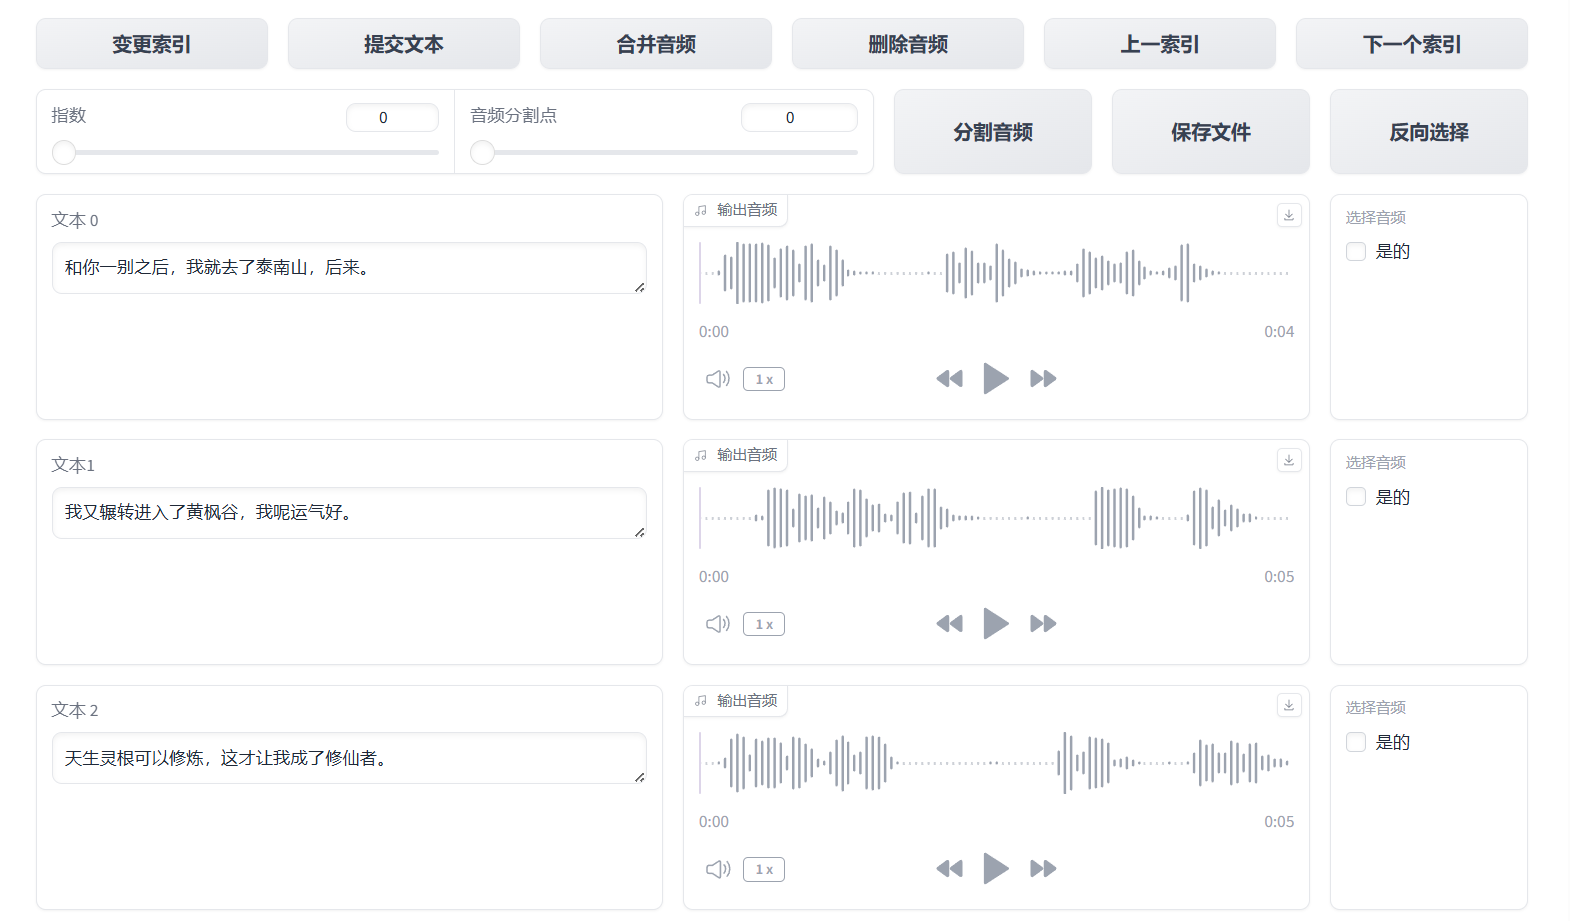 变更索引 提交文本 合并音频 删除音频 上一索引 下一个索引
指数 0 音频分割点 0 分割音频 保存文件 反向选择
文本 0 输出音频 选择音频
和你一别之后，我就去了泰南山，后来。 是的
0:00 0:04
1 x
文本1 输出音频 选择音频
我又辗转进入了黄枫谷，我呢运气好。 是的
0:00 0:05
1 x
文本 2 输出音频 选择音频
天生灵根可以修炼，这才让我成了修仙者。 是的
0:00 0:05
1 x